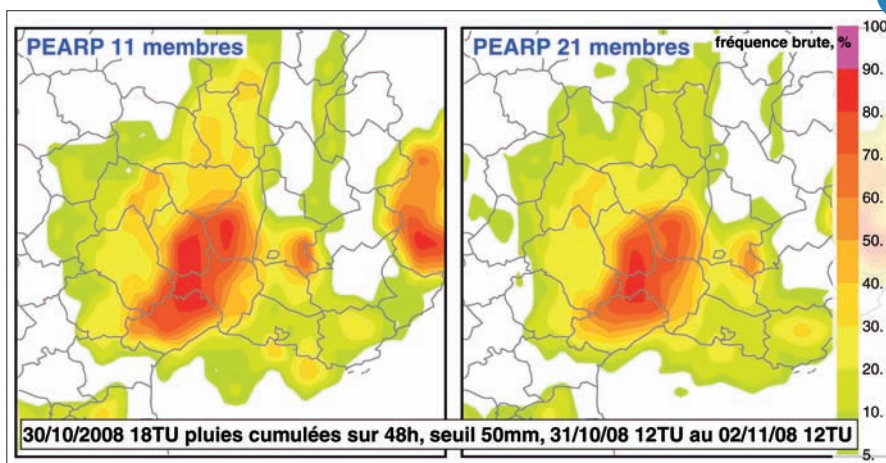 PEARP 11 membres
PEARP 21 membres
fréquence brute, %
100
90.
80.
70.
60.
50.
40.
30.
20.
10.
5.
30/10/2008 18TU pluies cumulées sur 48h, seuil 50mm, 31/10/08 12TU au 02/11/08 12TU